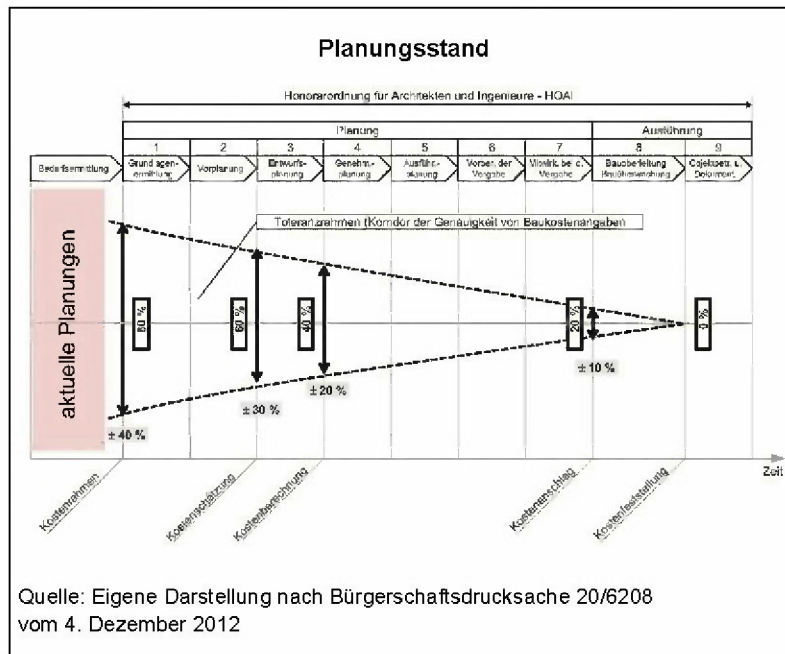 Planungsstand
Honorarordnung für Architekten und Ingenieure - HOAI
Planung
Ausführung
1
2
3
4
5
6
7
8
9
Bedarfsermittlung
Grundlagen-
ermittlung
Vorplanung
Entwurfs-
planung
Genehm.-
planung
Ausführ.-
planung
Vorber. der
Vergabe
Mitwirk. bei d.
Vergabe
Bauoberleitung
Bauüberwachung
Objektbetr. u.
Dokument.
Toleranzrahmen (Korridor der Genauigkeit von Baukostenangaben
aktuelle Planungen
80 %
60 %
40 %
20 %
0 %
± 40 %
± 30 %
± 20 %
± 10 %
Zeit
Kostenrahmen
Kostenschätzung
Kostenberechnung
Kostenanschlag
Kostenfeststellung
Quelle: Eigene Darstellung nach Bürgerschaftsdrucksache 20/6208
vom 4. Dezember 2012